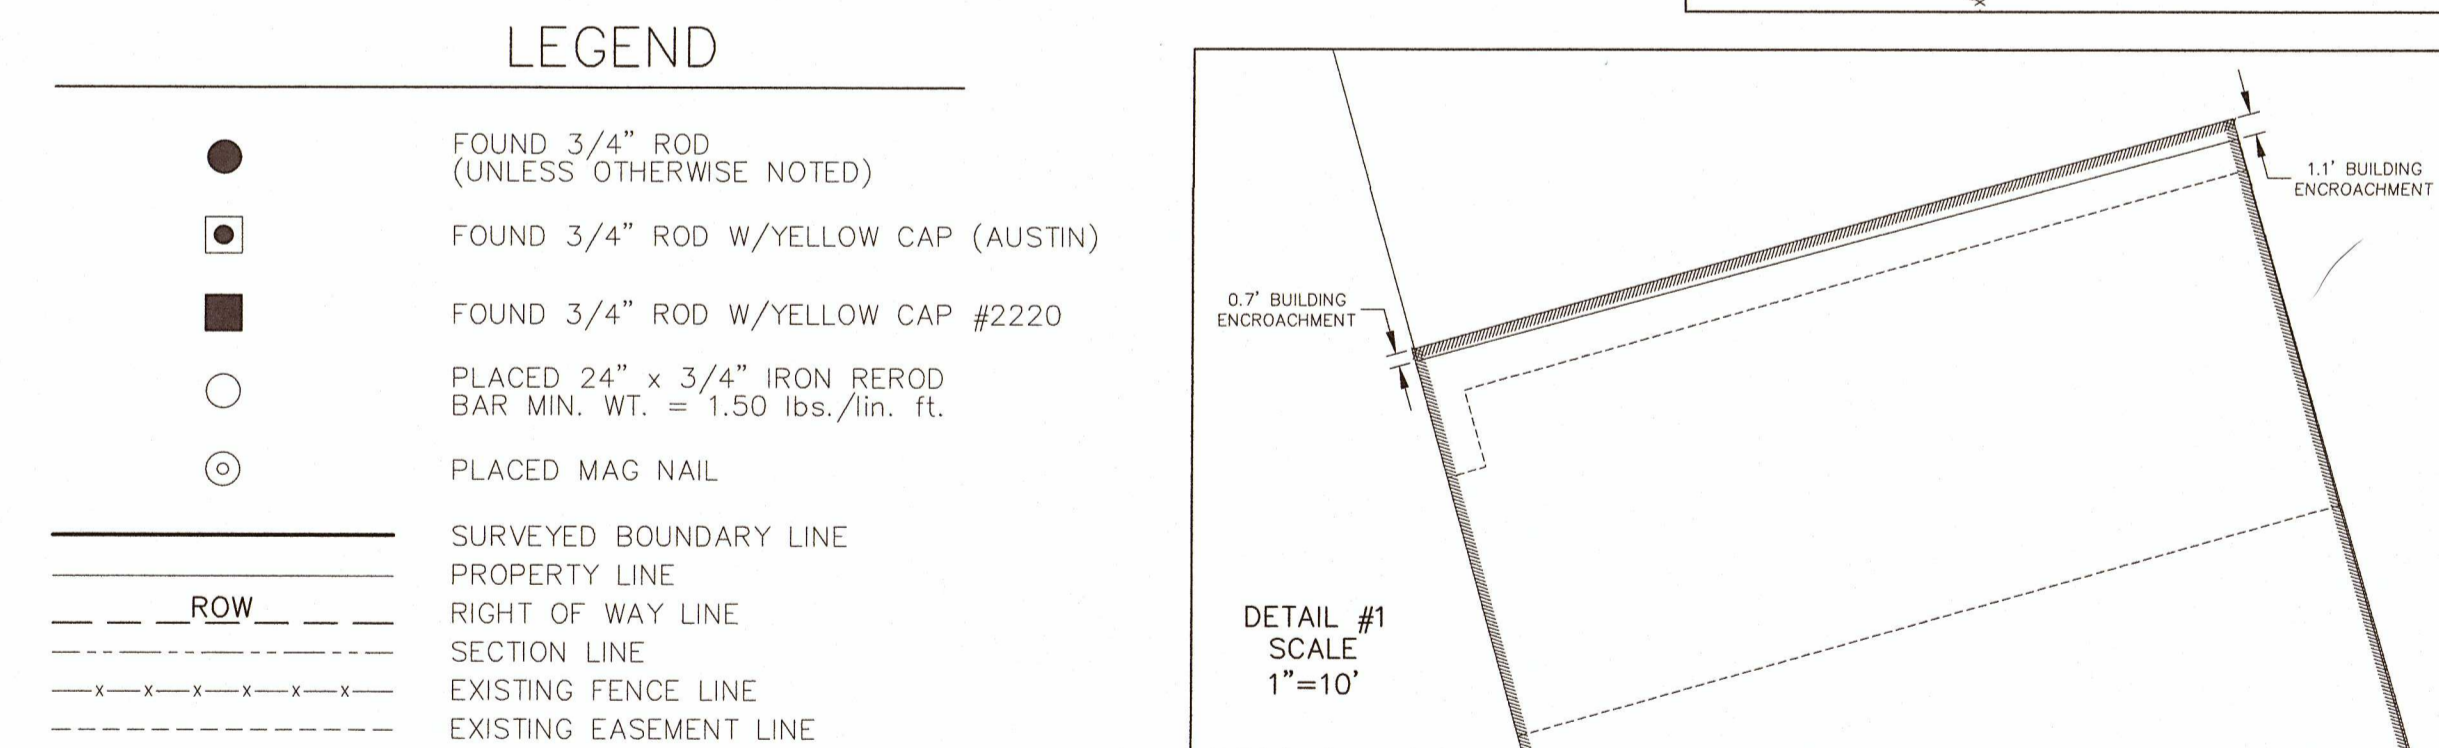 LEGEND
FOUND 3/4" ROD
(UNLESS OTHERWISE NOTED)
FOUND 3/4" ROD W/YELLOW CAP (AUSTIN)
FOUND 3/4" ROD W/YELLOW CAP #2220
PLACED 24" x 3/4" IRON REROD
BAR MIN. WT. = 1.50 lbs./lin. ft.
PLACED MAG NAIL
SURVEYED BOUNDARY LINE
PROPERTY LINE
ROW
RIGHT OF WAY LINE
SECTION LINE
x x x x x x
EXISTING FENCE LINE
EXISTING EASEMENT LINE
x
1.1' BUILDING
ENCROACHMENT
0.7' BUILDING
ENCROACHMENT
DETAIL #1
SCALE
1"=10'